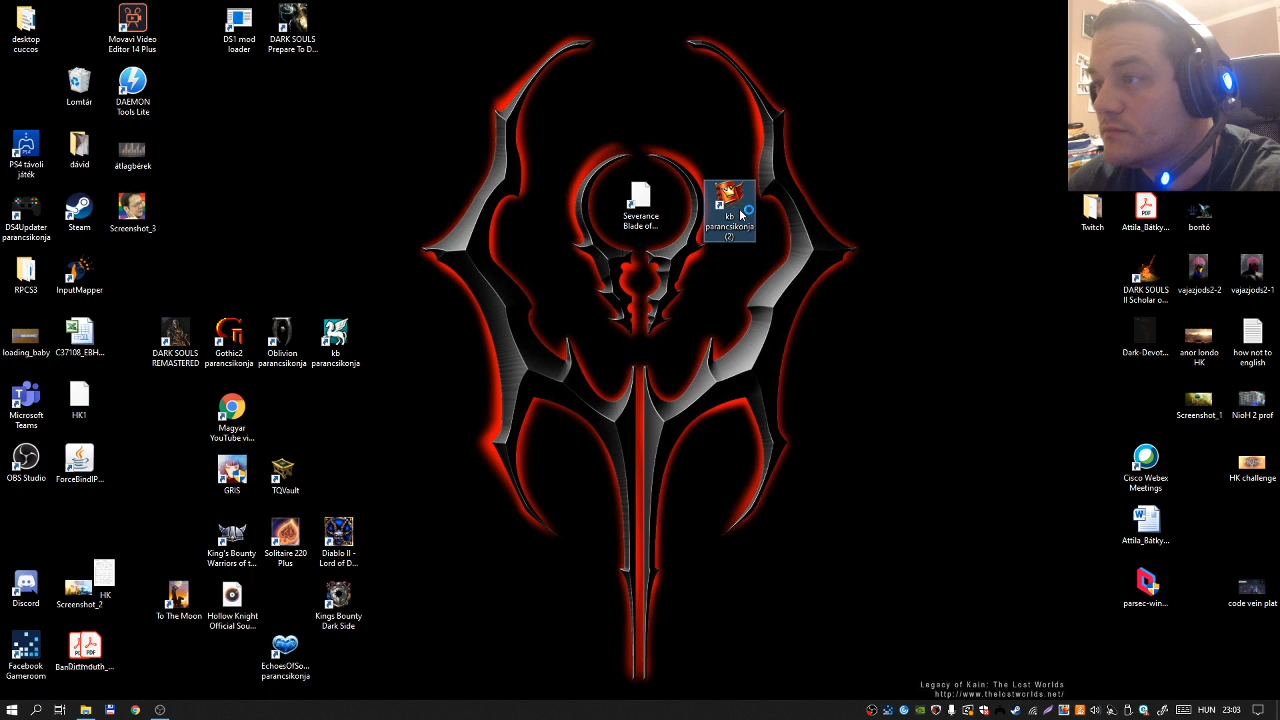 desktop
cuccos
Movavi Video
Editor 14 Plus
DS1 mod
loader
DARK SOULS
Prepare To D...
Lomtár
DAEMON
Tools Lite
PS4 távoli
játék
dávid
átlagbérek
DS4Updater
parancsikonja
Steam
Screenshot_3
Severance
Blade of...
kb
parancsikonja
(2)
Twitch
Attila_Bátky...
bontó
RPCS3
InputMapper
DARK SOULS
II Scholar o...
vajazjods2-2
vajazjods2-1
loading_baby
C37108_EBH...
DARK SOULS
REMASTERED
Gothic2
parancsikonja
Oblivion
parancsikonja
kb
parancsikonja
Dark-Devot...
anor londo
HK
how not to
english
Microsoft
Teams
HK1
Magyar
YouTube vi...
Screenshot_1
NioH 2 prof
OBS Studio
ForceBindIP...
GRIS
TQVault
Cisco Webex
Meetings
HK challenge
King's Bounty
Warriors of t...
Solitaire 220
Plus
Diablo II -
Lord of D...
Attila_Bátky...
Discord
Screenshot_2
HK
To The Moon
Hollow Knight
Official Sou...
Kings Bounty
Dark Side
parsec-win...
code vein plat
Facebook
Gameroom
EchoesOfSo...
parancsikonja
Legacy of Kain: The Lost Worlds
http://www.thelostworlds.net/
HUN
23:03